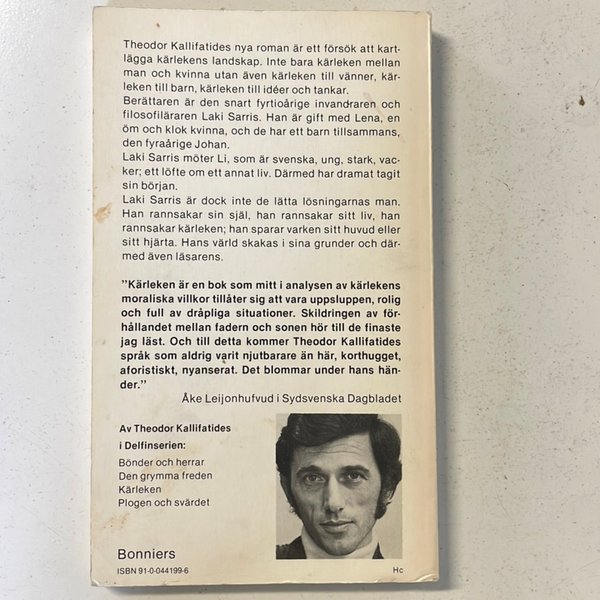 Theodor Kallifatides nya roman är ett försök att kart-
lägga kärlekens landskap. Inte bara kärleken mellan
man och kvinna utan även kärleken till vänner, kär-
leken till barn, kärleken till idéer och tankar.
Berättaren är den snart fyrtioårige invandraren och
filosofiläraren Laki Sarris. Han är gift med Lena, en
öm och klok kvinna, och de har ett barn tillsammans,
den fyraårige Johan.
Laki Sarris möter Li, som är svenska, ung, stark, vac-
ker; ett löfte om ett annat liv. Därmed har dramat tagit
sin början.
Laki Sarris är dock inte de lätta lösningarnas man.
Han rannsakar sin själ, han rannsakar sitt liv, han
rannsakar kärleken; han sparar varken sitt huvud eller
sitt hjärta. Hans värld skakas i sina grunder och där-
med även läsarens.
"Kärleken är en bok som mitt i analysen av kärlekens
moraliska villkor tillåter sig att vara uppsluppen, rolig
och full av dråpliga situationer. Skildringen av för-
hållandet mellan fadern och sonen hör till de finaste
jag läst. Och till detta kommer Theodor Kallifatides
språk som aldrig varit njutbarare än här, korthugget,
aforistiskt, nyanserat. Det blommar under hans hän-
der."
Åke Leijonhufvud i Sydsvenska Dagbladet
Av Theodor Kallifatides
i Delfinserien:
Bönder och herrar
Den grymma freden
Kärleken
Plogen och svärdet
Bonniers
ISBN 91-0-044199-6
Hc